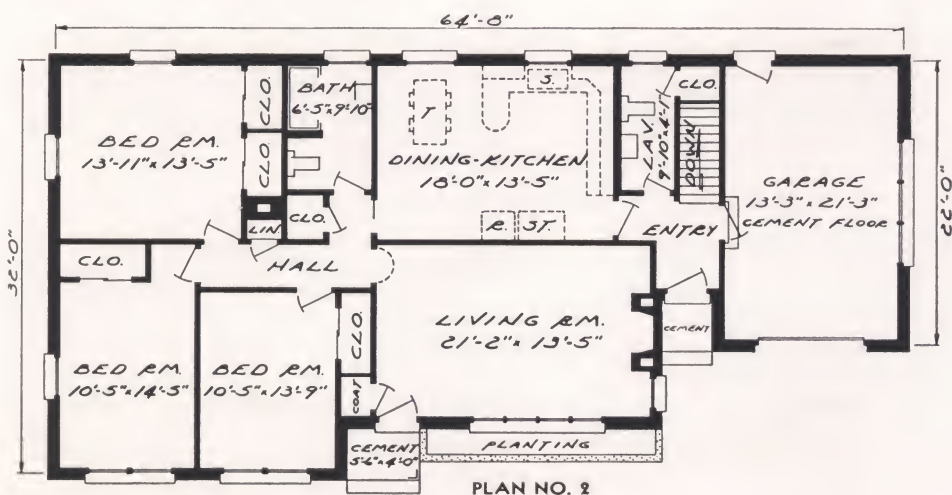 64'-8"
BATH
6'-5" x 9'-10"
CLO.
CLO.
S.
T
CLO.
BED RM.
13'-11" x 13'-5"
DINING-KITCHEN
18'-0" x 13'-5"
LAV.
9'-10" x 4'-1"
DOWN
GARAGE
13'-3" x 21'-3"
CEMENT FLOOR
32'-0"
22'-0"
LIN.
CLO.
R.
ST.
ENTRY
CLO.
HALL
LIVING RM.
21'-2" x 13'-5"
CEMENT
BED RM.
10'-5" x 14'-5"
BED RM.
10'-5" x 13'-9"
CLO.
COAT
CEMENT
5'-6" x 4'-0"
PLANTING
PLAN NO. 2